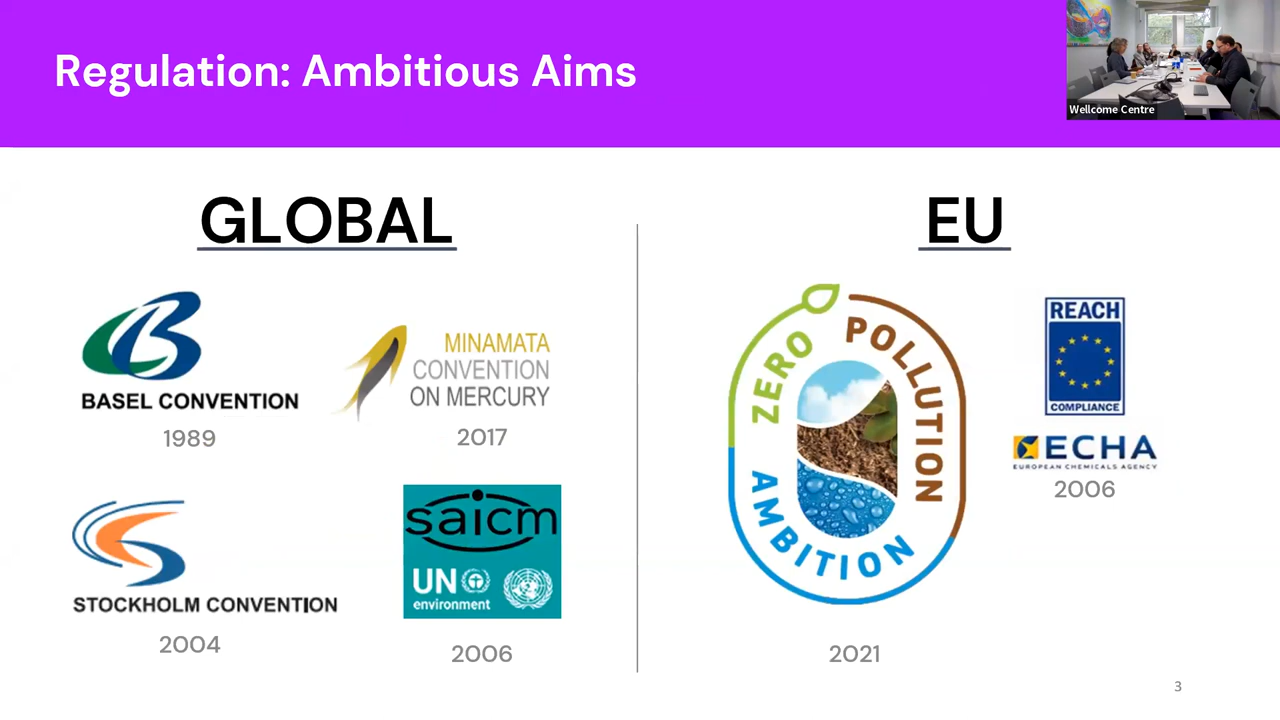 Regulation: Ambitious Aims
Wellcome Centre
GLOBAL
BASEL CONVENTION
1989
MINAMATA
CONVENTION
ON MERCURY
2017
STOCKHOLM CONVENTION
2004
saicm
UN
environment
2006
EU
ZERO POLLUTION
AMBITION
2021
REACH
COMPLIANCE
ECHA
EUROPEAN CHEMICALS AGENCY
2006
3